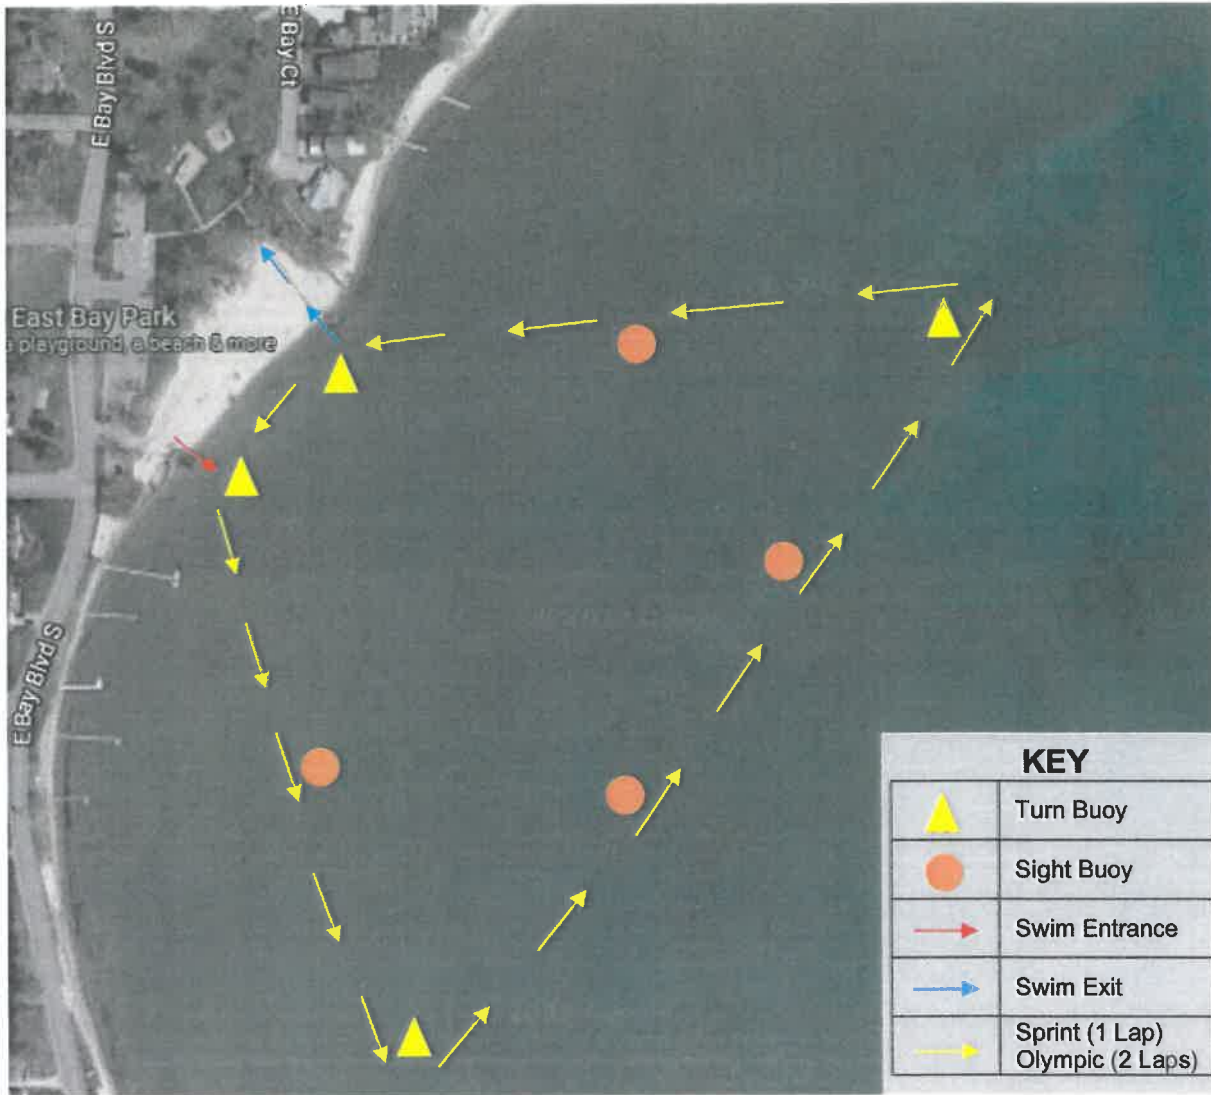 E Bay Blvd S
E Bay Ct
East Bay Park
a playground, a beach & more
E Bay Blvd S
KEY
Turn Buoy
Sight Buoy
Swim Entrance
Swim Exit
Sprint (1 Lap)
Olympic (2 Laps)